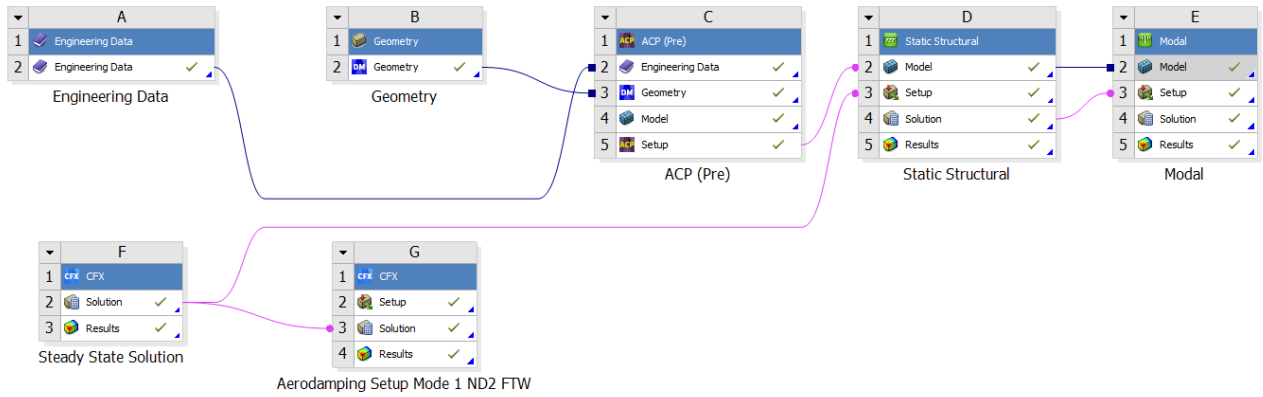 A
1 Engineering Data
2 Engineering Data
Engineering Data
B
1 Geometry
2 DM Geometry
Geometry
C
1 ACP ACP (Pre)
2 Engineering Data
3 DM Geometry
4 Model
5 ACP Setup
ACP (Pre)
D
1 Static Structural
2 Model
3 Setup
4 Solution
5 Results
Static Structural
E
1 Modal
2 Model
3 Setup
4 Solution
5 Results
Modal
F
1 CFX CFX
2 Solution
3 Results
Steady State Solution
G
1 CFX CFX
2 Setup
3 Solution
4 Results
Aerodamping Setup Mode 1 ND2 FTW